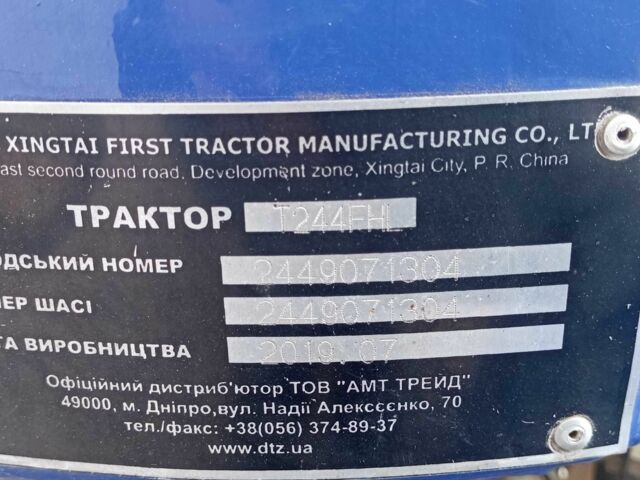 XINGTAI FIRST TRACTOR MANUFACTURING CO., LT
ast second round road, Development zone, Xingtai City, P. R. China
ТРАКТОР T244FHL
ОДСЬКИЙ НОМЕР 2449071304
ЕР ШАСІ 2449071304
ТА ВИРОБНИЦТВА 2019. 07
Офіційний дистриб'ютор ТОВ "АМТ ТРЕЙД"
49000, м. Дніпро,вул. Надії Алексєєнко, 70
тел./факс: +38(056) 374-89-37
www.dtz.ua